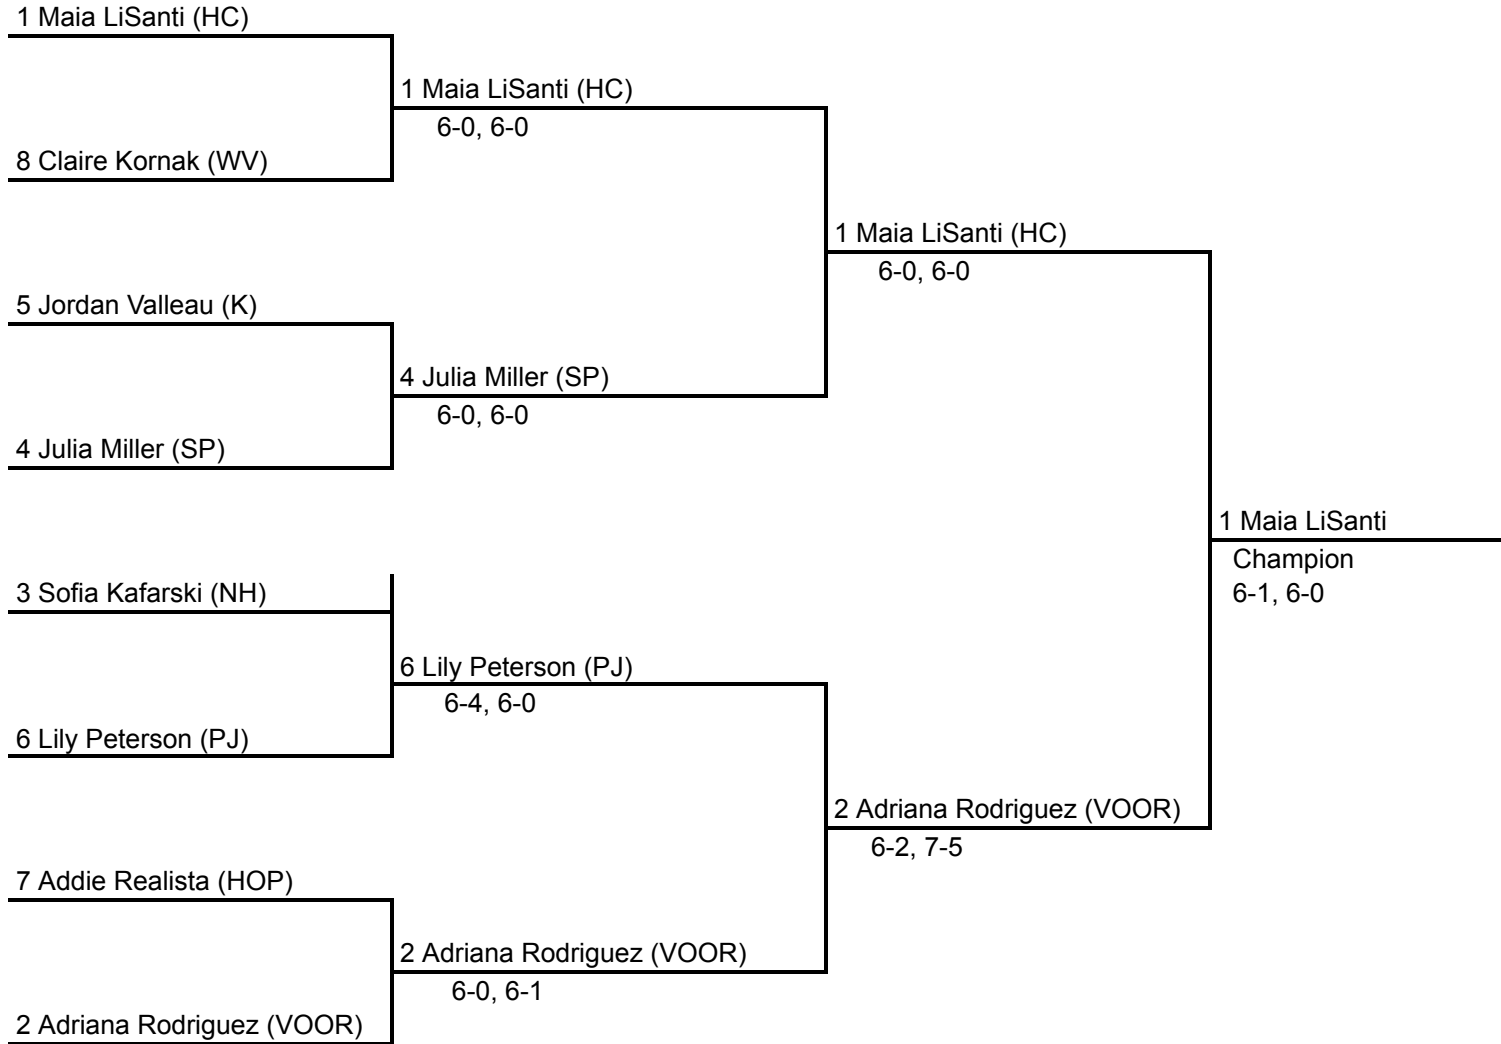 1 Maia LiSanti (HC)
8 Claire Kornak (WV)
5 Jordan Valleau (K)
4 Julia Miller (SP)
3 Sofia Kafarski (NH)
6 Lily Peterson (PJ)
7 Addie Realista (HOP)
2 Adriana Rodriguez (VOOR)
1 Maia LiSanti (HC)
6-0, 6-0
4 Julia Miller (SP)
6-0, 6-0
6 Lily Peterson (PJ)
6-4, 6-0
2 Adriana Rodriguez (VOOR)
6-0, 6-1
1 Maia LiSanti (HC)
6-0, 6-0
2 Adriana Rodriguez (VOOR)
6-2, 7-5
1 Maia LiSanti
Champion
6-1, 6-0